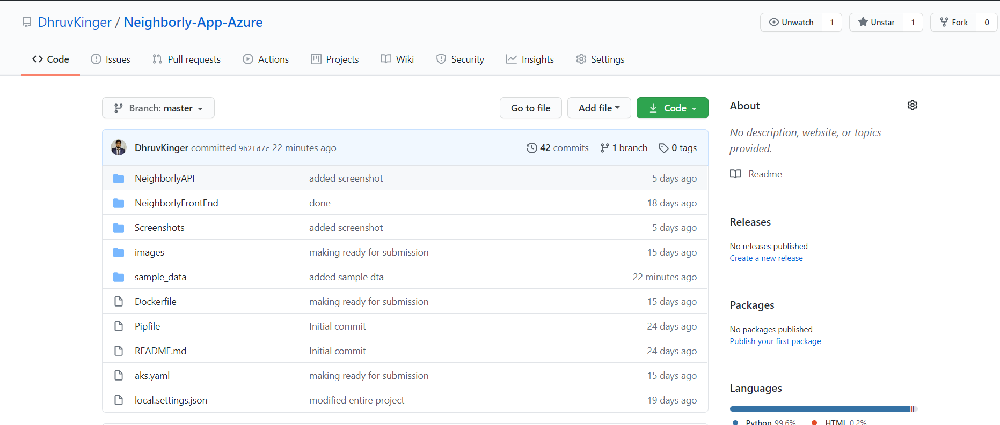 DhruvKinger / Neighborly-App-Azure
Unwatch 1 Unstar 1 Fork 0
Code Issues Pull requests Actions Projects Wiki Security Insights Settings
Branch: master Go to file Add file Code
DhruvKinger committed 9b2fd7c 22 minutes ago 42 commits 1 branch 0 tags
NeighborlyAPI added screenshot 5 days ago
NeighborlyFrontEnd done 18 days ago
Screenshots added screenshot 5 days ago
images making ready for submission 15 days ago
sample_data added sample dta 22 minutes ago
Dockerfile making ready for submission 15 days ago
Pipfile Initial commit 24 days ago
README.md Initial commit 24 days ago
aks.yaml making ready for submission 15 days ago
local.settings.json modified entire project 19 days ago
About
No description, website, or topics
provided.
Readme
Releases
No releases published
Create a new release
Packages
No packages published
Publish your first package
Languages
Python 99.6% HTML 0.2%